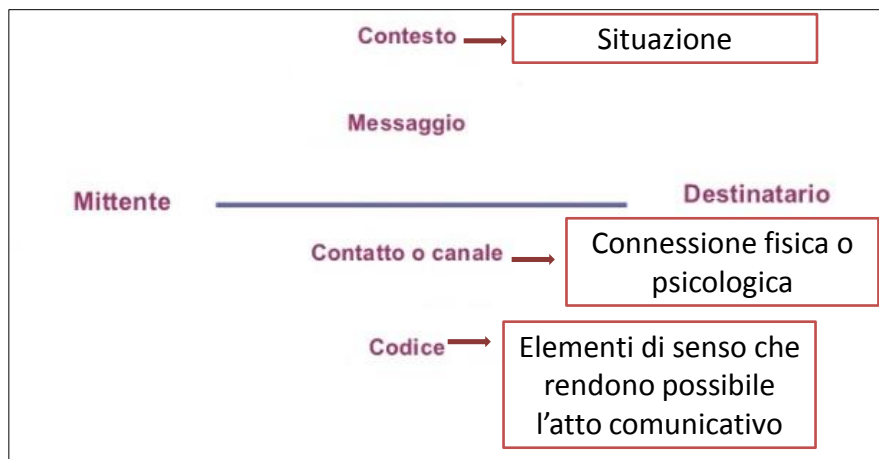 Contesto
Situazione
Messaggio
Mittente
Destinatario
Contatto o canale
Connessione fisica o
psicologica
Codice
Elementi di senso che
rendono possibile
l'atto comunicativo